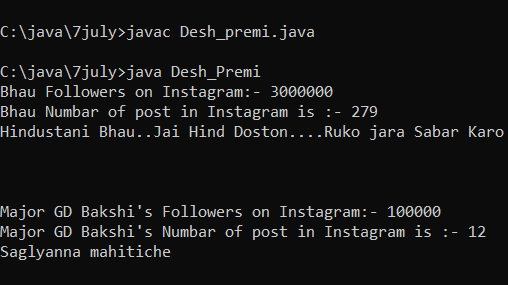 C:\java\7july>javac Desh_premi.java
C:\java\7july>java Desh_Premi
Bhau Followers on Instagram:- 3000000
Bhau Numbar of post in Instagram is :- 279
Hindustani Bhau..Jai Hind Doston....Ruko jara Sabar Karo
Major GD Bakshi's Followers on Instagram:- 100000
Major GD Bakshi's Numbar of post in Instagram is :- 12
Saglyanna mahitiche